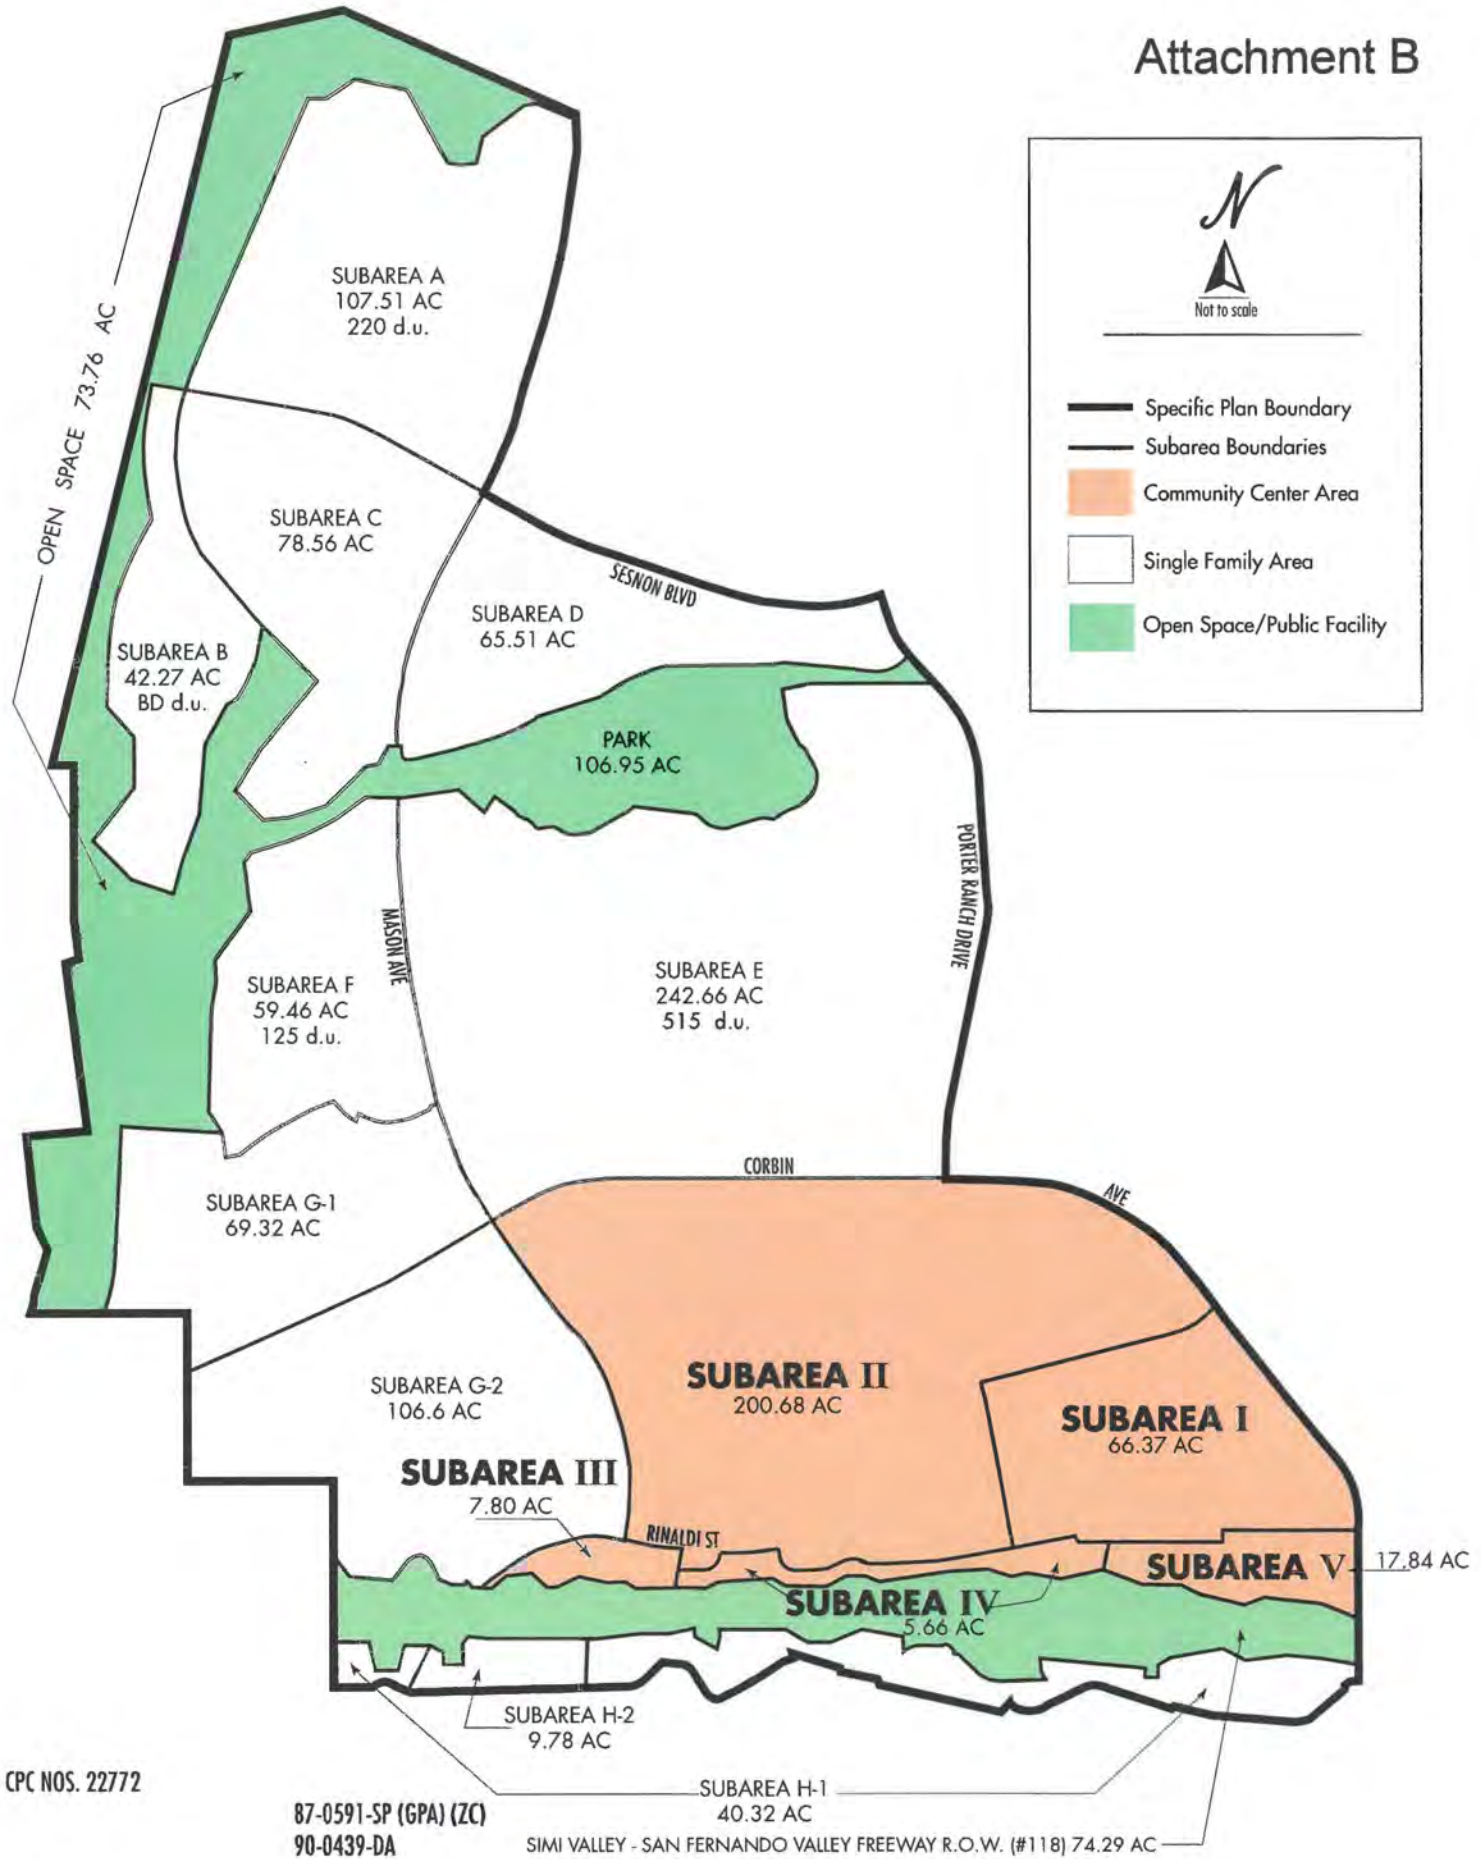 Attachment B
N
Not to scale
Specific Plan Boundary
Subarea Boundaries
Community Center Area
Single Family Area
Open Space/Public Facility
OPEN SPACE 73.76 AC
SUBAREA A
107.51 AC
220 d.u.
SUBAREA C
78.56 AC
SESNON BLVD
SUBAREA D
65.51 AC
SUBAREA B
42.27 AC
BD d.u.
PARK
106.95 AC
PORTER RANCH DRIVE
MASON AVE
SUBAREA E
242.66 AC
515 d.u.
SUBAREA F
59.46 AC
125 d.u.
CORBIN
AVE
SUBAREA G-1
69.32 AC
SUBAREA II
200.68 AC
SUBAREA G-2
106.6 AC
SUBAREA I
66.37 AC
SUBAREA III
7.80 AC
RINALDI ST
SUBAREA V
17.84 AC
SUBAREA IV
5.66 AC
SUBAREA H-2
9.78 AC
CPC NOS. 22772
SUBAREA H-1
40.32 AC
87-0591-SP (GPA) (ZC)
90-0439-DA
SIMI VALLEY - SAN FERNANDO VALLEY FREEWAY R.O.W. (#118) 74.29 AC